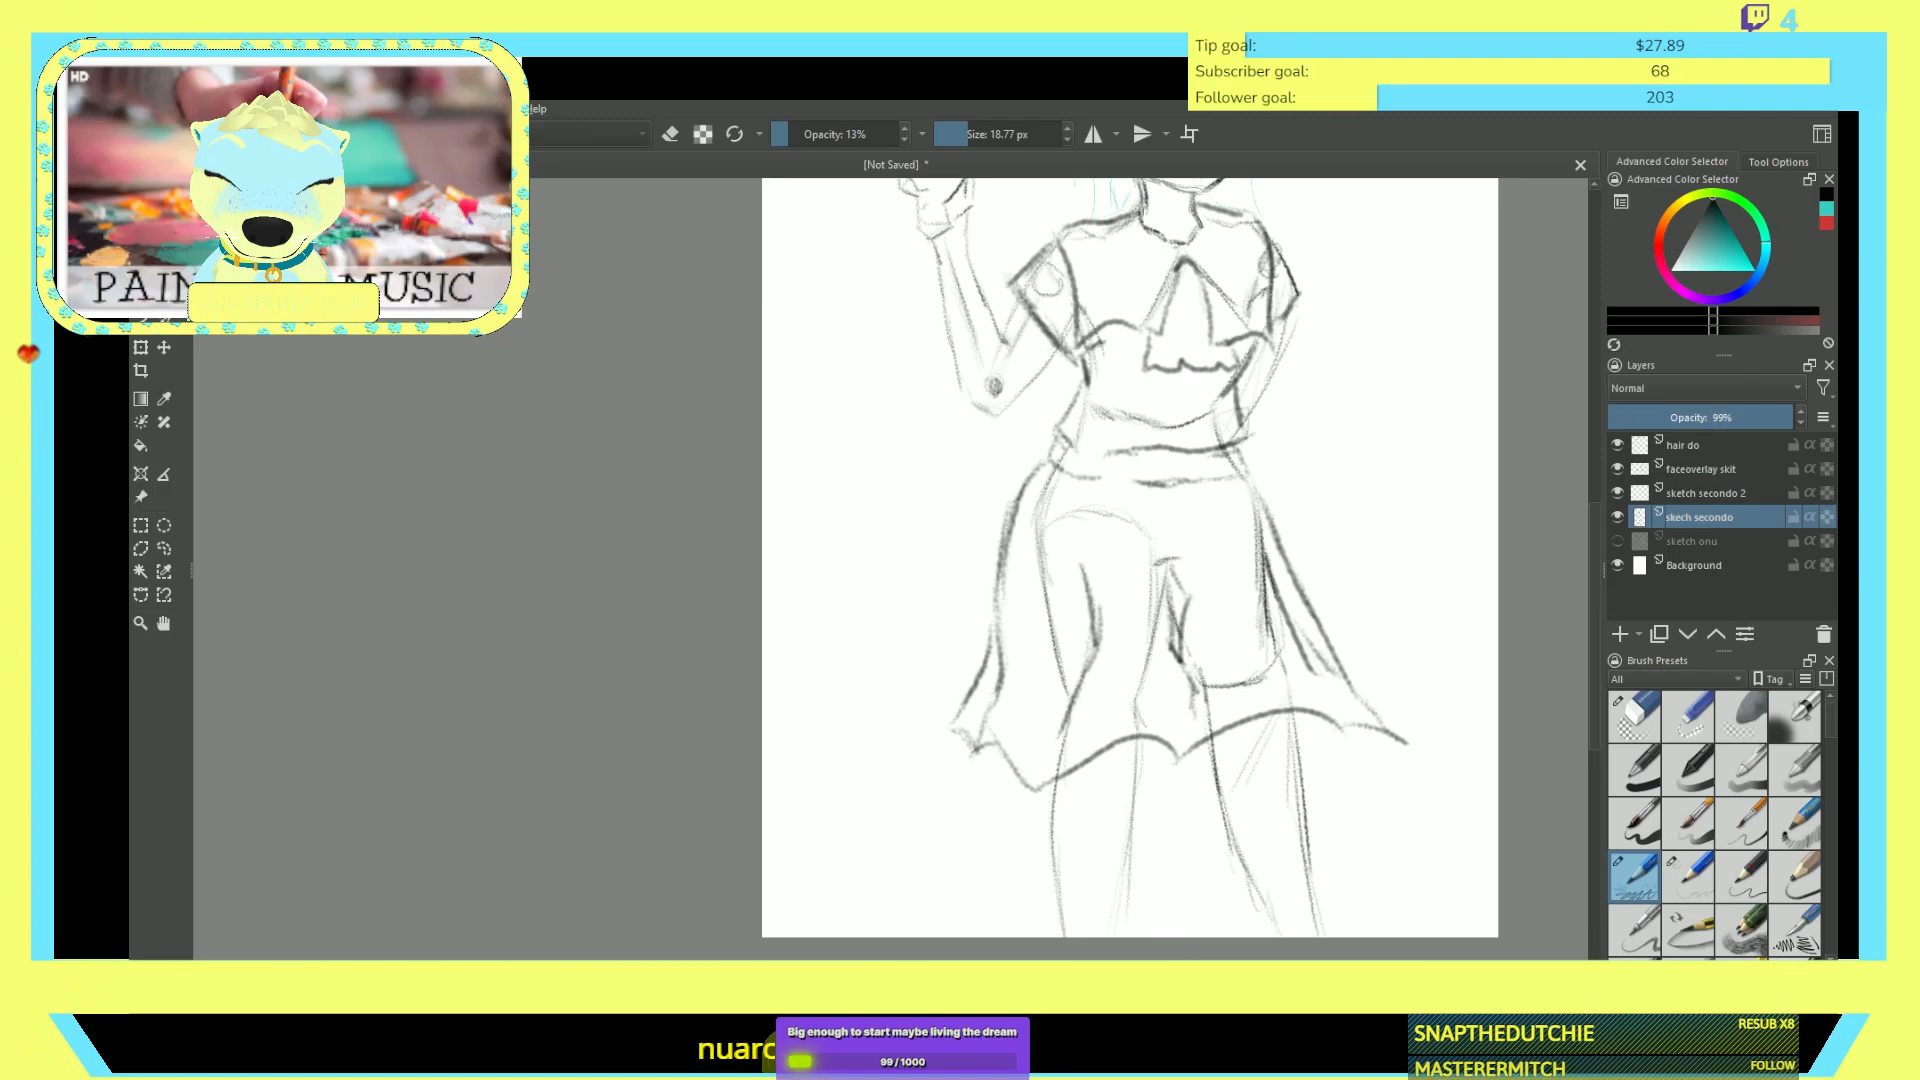 4
Tip goal: $27.89
Subscriber goal: 68
Follower goal: 203
HD
MUSIC
Opacity: 13%
Size: 18.77 px
[Not Saved] *
Advanced Color Selector
Tool Options
Advanced Color Selector
Layers
Normal
Opacity: 99%
hair do
faceoverlay skit
sketch secondo 2
skech secondo
sketch onu
Background
Brush Presets
All
Tag
Big enough to start maybe living the dream
99 / 1000
SNAPTHEDUTCHIE RESUB X8
MASTERERMITCH FOLLOW